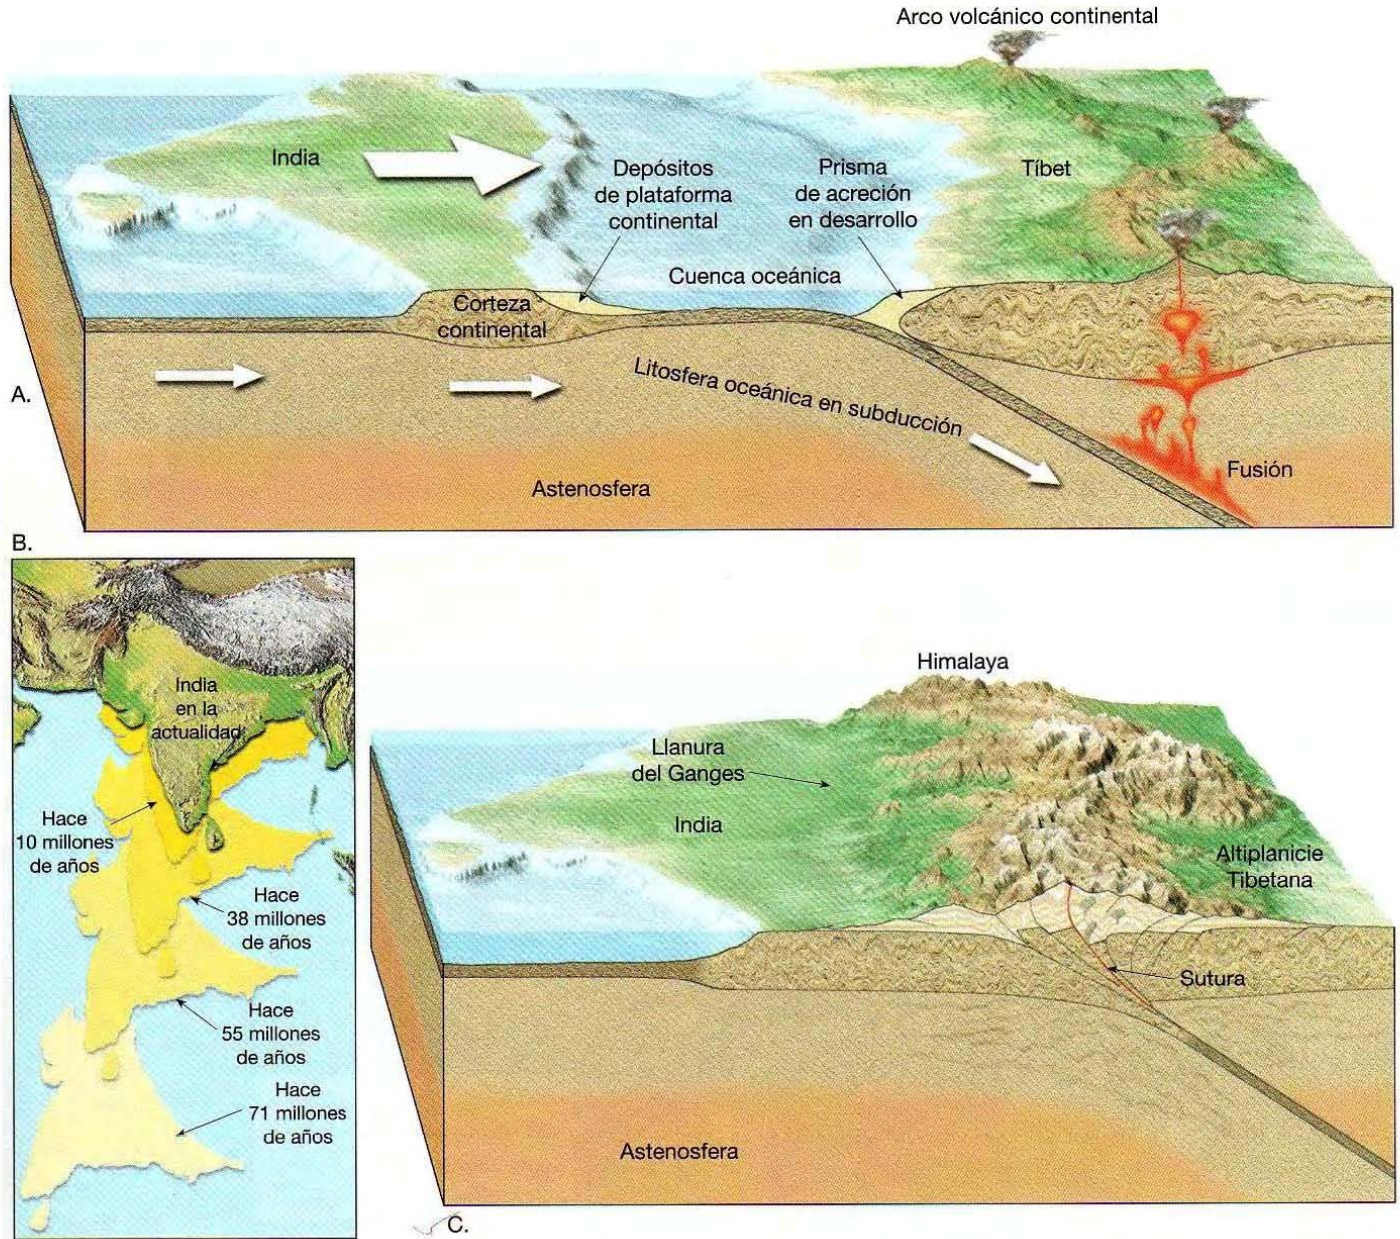 Arco volcánico continental
India
Depósitos
de plataforma
continental
Prisma
de acreción
en desarrollo
Tíbet
Cuenca oceánica
Corteza
continental
Litosfera oceánica en subducción
A.
Astenosfera
Fusión
B.
India
en la
actualidad
Hace
10 millones
de años
Hace
38 millones
de años
Hace
55 millones
de años
Hace
71 millones
de años
Himalaya
Llanura
del Ganges
India
Altiplanicie
Tibetana
Sutura
Astenosfera
C.